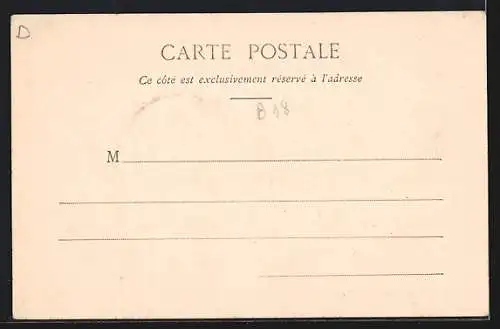 D
CARTE POSTALE
Ce côté est exclusivement réservé à l'adresse
M